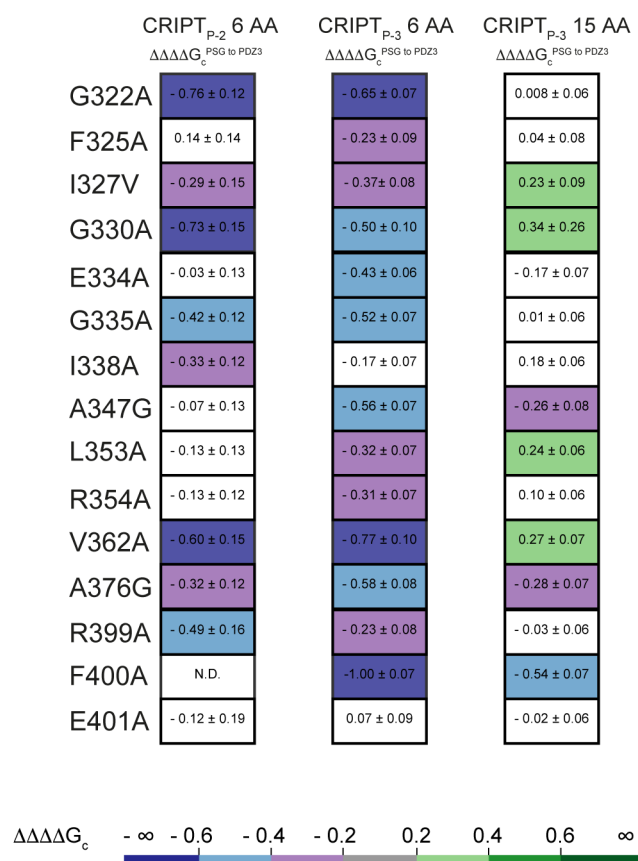 CRIPTP-2 6 AA CRIPTP-3 6 AA CRIPTP-3 15 AA
ΔΔΔΔGc PSG to PDZ3 ΔΔΔΔGc PSG to PDZ3 ΔΔΔΔGc PSG to PDZ3
G322A - 0.76 ± 0.12 - 0.65 ± 0.07 0.008 ± 0.06
F325A 0.14 ± 0.14 - 0.23 ± 0.09 0.04 ± 0.08
I327V - 0.29 ± 0.15 - 0.37± 0.08 0.23 ± 0.09
G330A - 0.73 ± 0.15 - 0.50 ± 0.10 0.34 ± 0.26
E334A - 0.03 ± 0.13 - 0.43 ± 0.06 - 0.17 ± 0.07
G335A - 0.42 ± 0.12 - 0.52 ± 0.07 0.01 ± 0.06
I338A - 0.33 ± 0.12 - 0.17 ± 0.07 0.18 ± 0.06
A347G - 0.07 ± 0.13 - 0.56 ± 0.07 - 0.26 ± 0.08
L353A - 0.13 ± 0.13 - 0.32 ± 0.07 0.24 ± 0.06
R354A - 0.13 ± 0.12 - 0.31 ± 0.07 0.10 ± 0.06
V362A - 0.60 ± 0.15 - 0.77 ± 0.10 0.27 ± 0.07
A376G - 0.32 ± 0.12 - 0.58 ± 0.08 - 0.28 ± 0.07
R399A - 0.49 ± 0.16 - 0.23 ± 0.08 - 0.03 ± 0.06
F400A N.D. -1.00 ± 0.07 - 0.54 ± 0.07
E401A - 0.12 ± 0.19 0.07 ± 0.09 - 0.02 ± 0.06
ΔΔΔΔGc - ∞ - 0.6 - 0.4 - 0.2 0.2 0.4 0.6 ∞